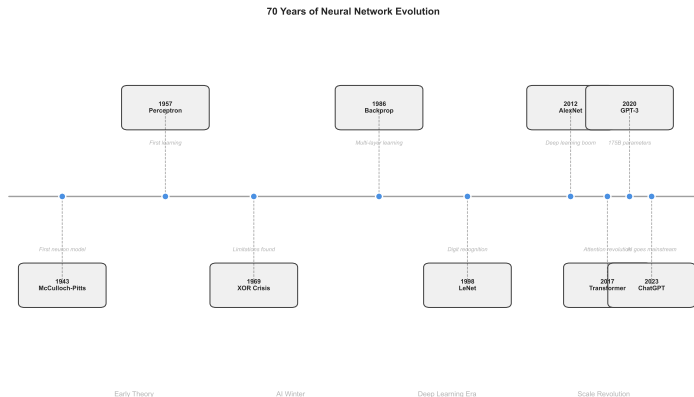 70 Years of Neural Network Evolution
1957
Perceptron
First learning
1986
Backprop
Multi-layer learning
2012
AlexNet
Deep learning boom
2020
GPT-3
175B parameters
First neuron model
1943
McCulloch-Pitts
Limitations found
1969
XOR Crisis
Digit recognition
1998
LeNet
Attention revolution
2017
Transformer
goes mainstream
2023
ChatGPT
Early Theory
AI Winter
Deep Learning Era
Scale Revolution